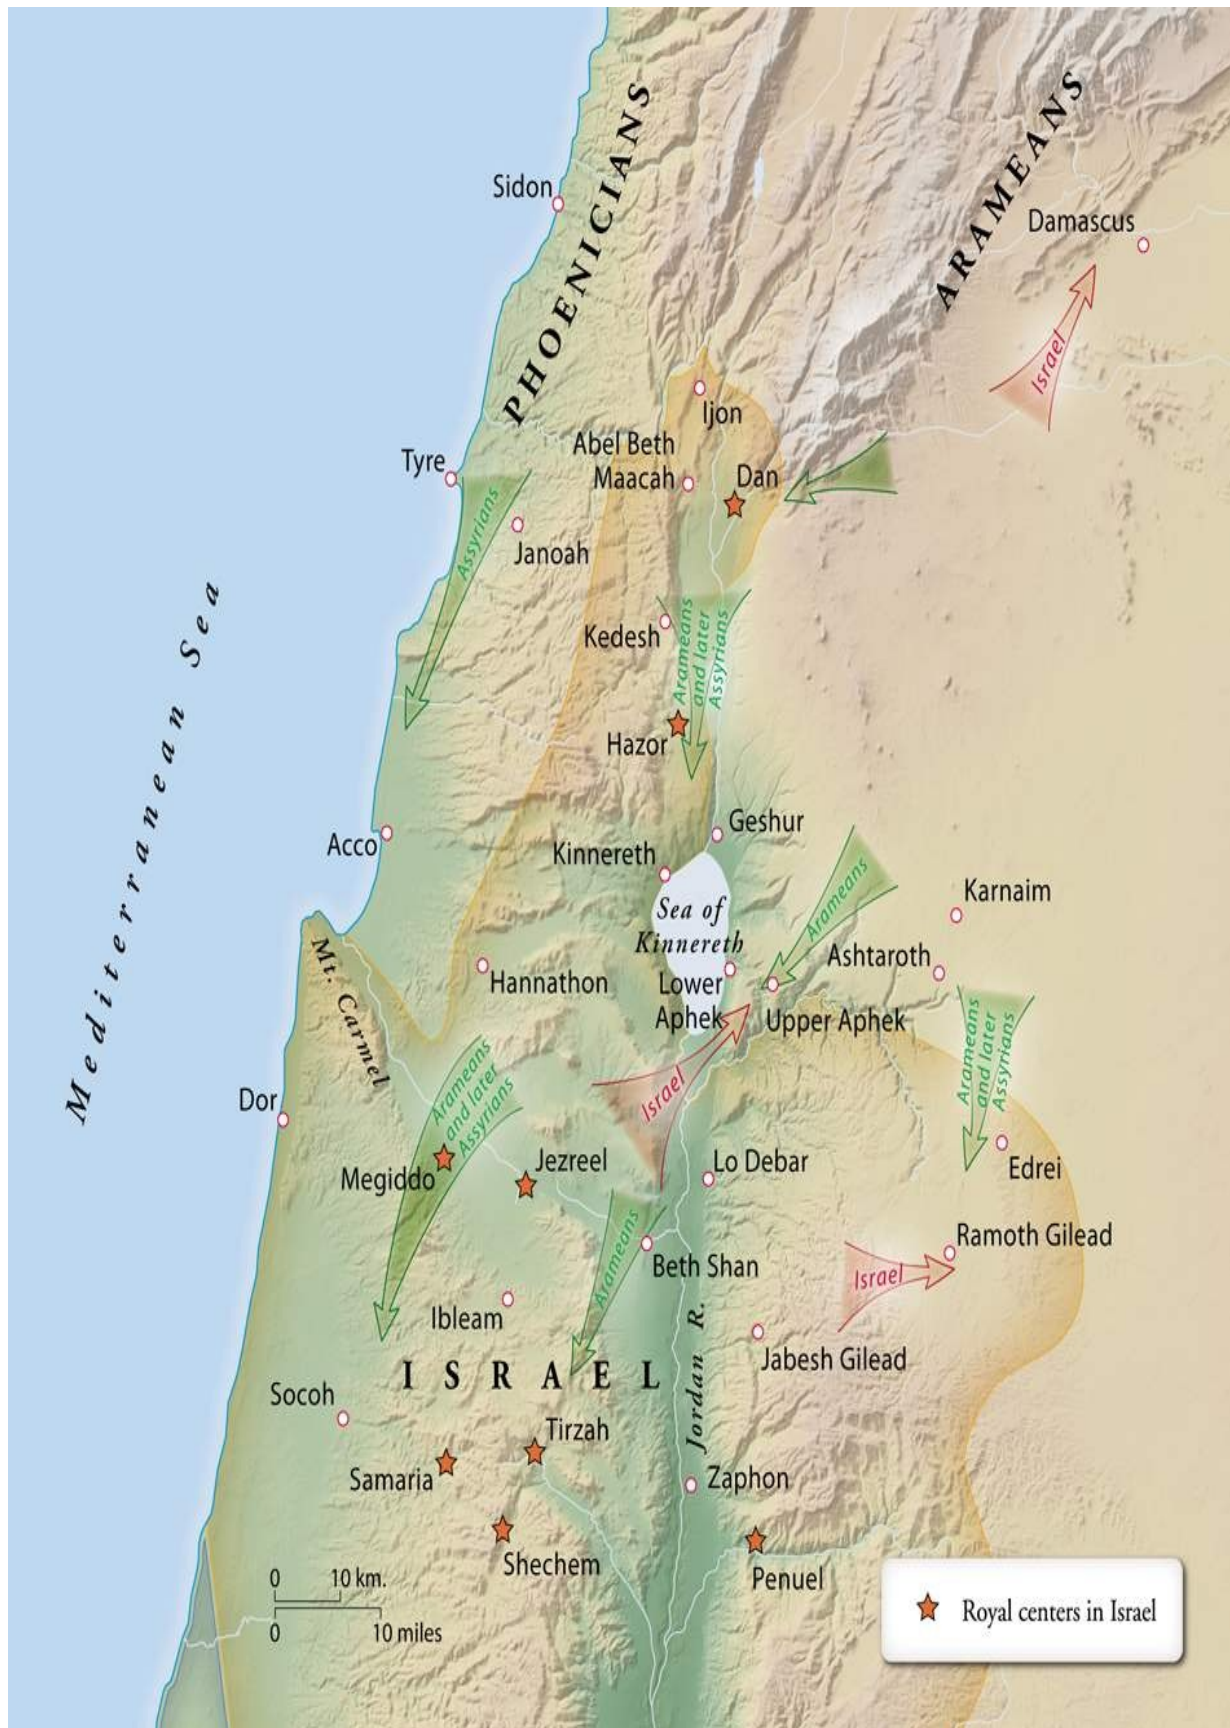 PHOENICIANS
ARAMEANS
Sidon
Damascus
Israel
Ijon
Abel Beth
Maacah
Dan
Tyre
Assyrians
Janoah
Mediterranean Sea
Kedesh
Arameans
and later
Assyrians
Hazor
Geshur
Acco
Kinnereth
Sea of
Kinnereth
Arameans
Karnaim
Ashtaroth
Mt. Carmel
Hannathon
Lower
Aphek
Upper Aphek
Arameans
and later
Assyrians
Israel
Dor
Arameans
and later
Assyrians
Megiddo
Jezreel
Lo Debar
Edrei
Arameans
Beth Shan
Ramoth Gilead
Israel
Ibleam
Jordan R.
Jabesh Gilead
ISRAEL
Socoh
Tirzah
Samaria
Zaphon
Shechem
Penuel
0 10 km.
0 10 miles
Royal centers in Israel